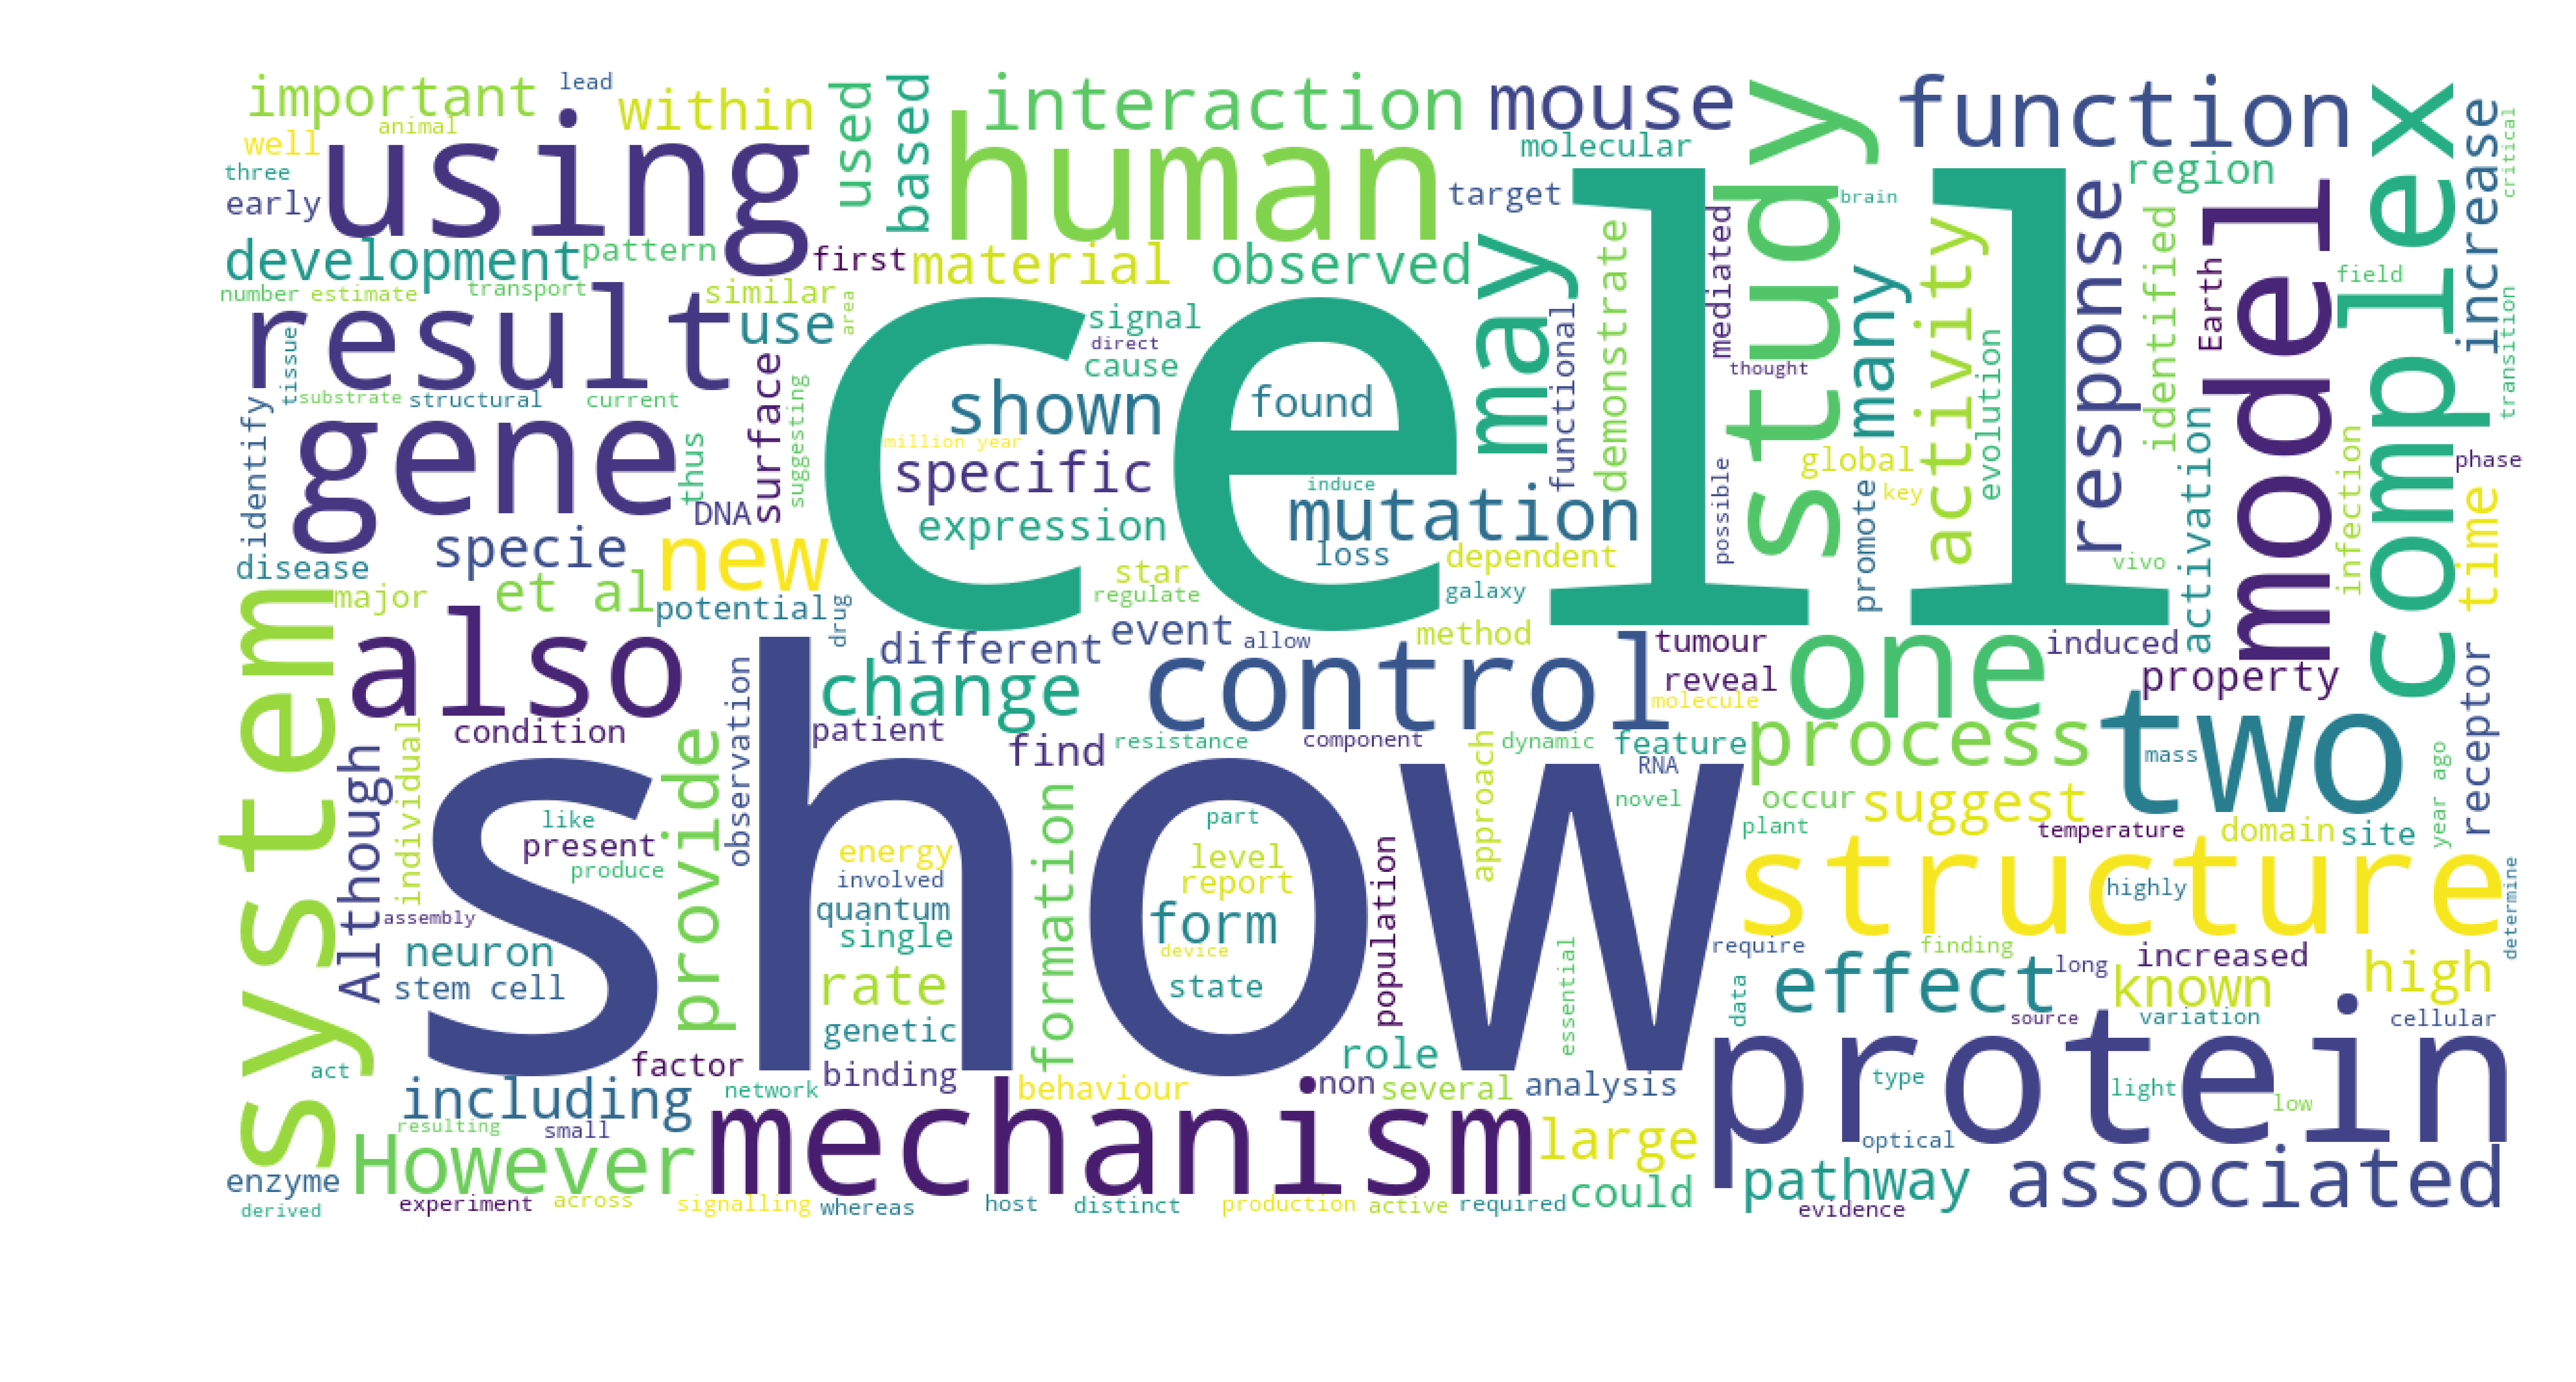 important
lead
within
used
based
interaction
mouse
function
complex
increase
critical
well
animal
using
human
molecular
study
region
three
early
target
cell
brain
response
model
development
pattern
first
material
observed
may
mediated
many
activity
identified
Earth
field
number
estimate
transport
similar
area
signal
direct
cause
functional
demonstrate
thought
evolution
transition
result
use
tissue
substrate
structural
current
surface
suggesting
shown
found
million year
specific
induce
expression
mutation
loss
dependent
possible
global
key
promote
vivo
activation
infection
phase
time
gene
identify
thus
DNA
specie
new
disease
major
et al
potential
drug
star
regulate
galaxy
event
allow
method
tumour
reveal
molecule
one
induced
property
receptor
system
also
different
change
control
process
two
mass
year ago
condition
Although
individual
provide
observation
patient
find
resistance
component
approach
dynamic
feature
RNA
novel
occur
suggest
plant
temperature
domain
site
show
like
present
produce
energy
involved
quantum
single
part
level
report
form
device
state
population
structure
highly
determine
assembly
neuron
stem cell
rate
genetic
binding
formation
essential
require
finding
increased
long
data
effect
known
high
source
variation
cellular
factor
role
act
including
network
behaviour
non
several
analysis
protein
type
light
low
resulting
small
However
mechanism
large
optical
enzyme
derived
experiment
across
signalling
whereas
host
distinct
production
active
required
could
pathway
evidence
associated